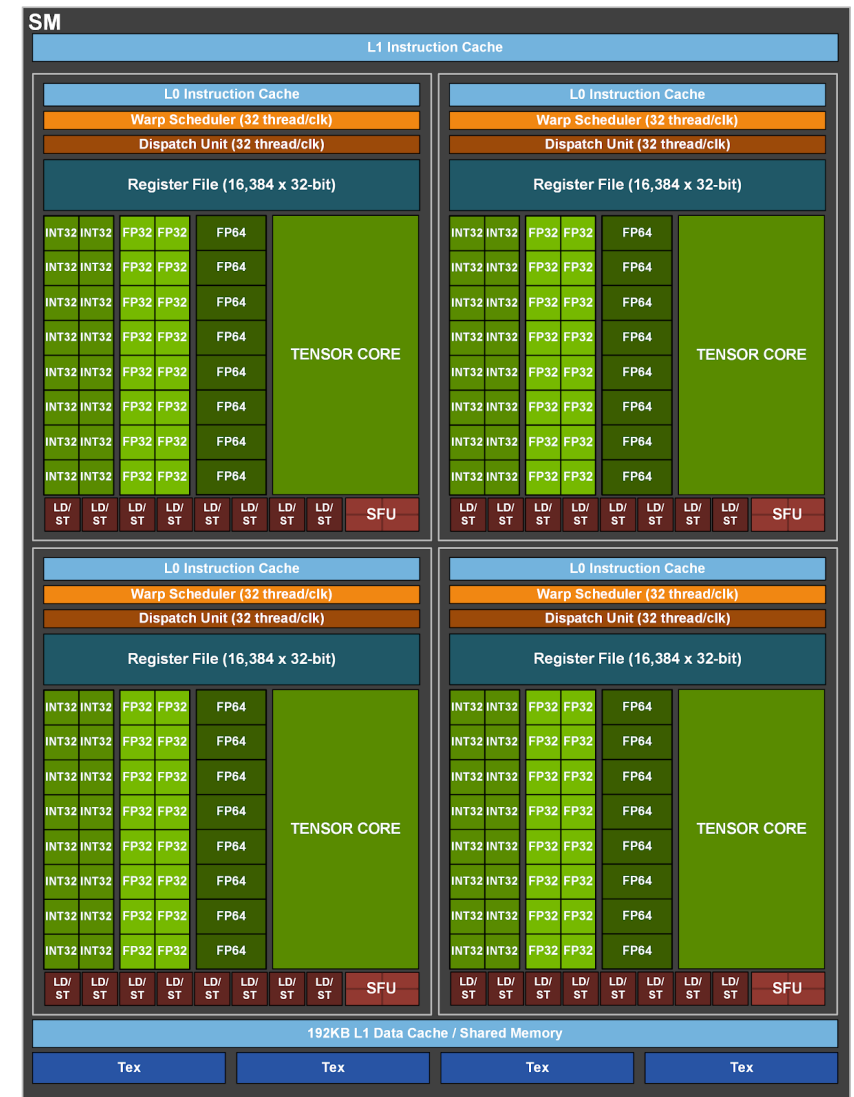 SM
L1 Instruction Cache
L0 Instruction Cache
Warp Scheduler (32 thread/clk)
Dispatch Unit (32 thread/clk)
Register File (16,384 x 32-bit)
INT32 INT32 FP32 FP32 FP64
INT32 INT32 FP32 FP32 FP64
INT32 INT32 FP32 FP32 FP64
INT32 INT32 FP32 FP32 FP64
TENSOR CORE
INT32 INT32 FP32 FP32 FP64
INT32 INT32 FP32 FP32 FP64
INT32 INT32 FP32 FP32 FP64
INT32 INT32 FP32 FP32 FP64
LD/ LD/ LD/ LD/ LD/ LD/ LD/ LD/
ST ST ST ST ST ST ST ST
SFU
L0 Instruction Cache
Warp Scheduler (32 thread/clk)
Dispatch Unit (32 thread/clk)
Register File (16,384 x 32-bit)
INT32 INT32 FP32 FP32 FP64
INT32 INT32 FP32 FP32 FP64
INT32 INT32 FP32 FP32 FP64
INT32 INT32 FP32 FP32 FP64
TENSOR CORE
INT32 INT32 FP32 FP32 FP64
INT32 INT32 FP32 FP32 FP64
INT32 INT32 FP32 FP32 FP64
INT32 INT32 FP32 FP32 FP64
LD/ LD/ LD/ LD/ LD/ LD/ LD/ LD/
ST ST ST ST ST ST ST ST
SFU
L0 Instruction Cache
Warp Scheduler (32 thread/clk)
Dispatch Unit (32 thread/clk)
Register File (16,384 x 32-bit)
INT32 INT32 FP32 FP32 FP64
INT32 INT32 FP32 FP32 FP64
INT32 INT32 FP32 FP32 FP64
INT32 INT32 FP32 FP32 FP64
TENSOR CORE
INT32 INT32 FP32 FP32 FP64
INT32 INT32 FP32 FP32 FP64
INT32 INT32 FP32 FP32 FP64
INT32 INT32 FP32 FP32 FP64
LD/ LD/ LD/ LD/ LD/ LD/ LD/ LD/
ST ST ST ST ST ST ST ST
SFU
L0 Instruction Cache
Warp Scheduler (32 thread/clk)
Dispatch Unit (32 thread/clk)
Register File (16,384 x 32-bit)
INT32 INT32 FP32 FP32 FP64
INT32 INT32 FP32 FP32 FP64
INT32 INT32 FP32 FP32 FP64
INT32 INT32 FP32 FP32 FP64
TENSOR CORE
INT32 INT32 FP32 FP32 FP64
INT32 INT32 FP32 FP32 FP64
INT32 INT32 FP32 FP32 FP64
INT32 INT32 FP32 FP32 FP64
LD/ LD/ LD/ LD/ LD/ LD/ LD/ LD/
ST ST ST ST ST ST ST ST
SFU
192KB L1 Data Cache / Shared Memory
Tex Tex Tex Tex